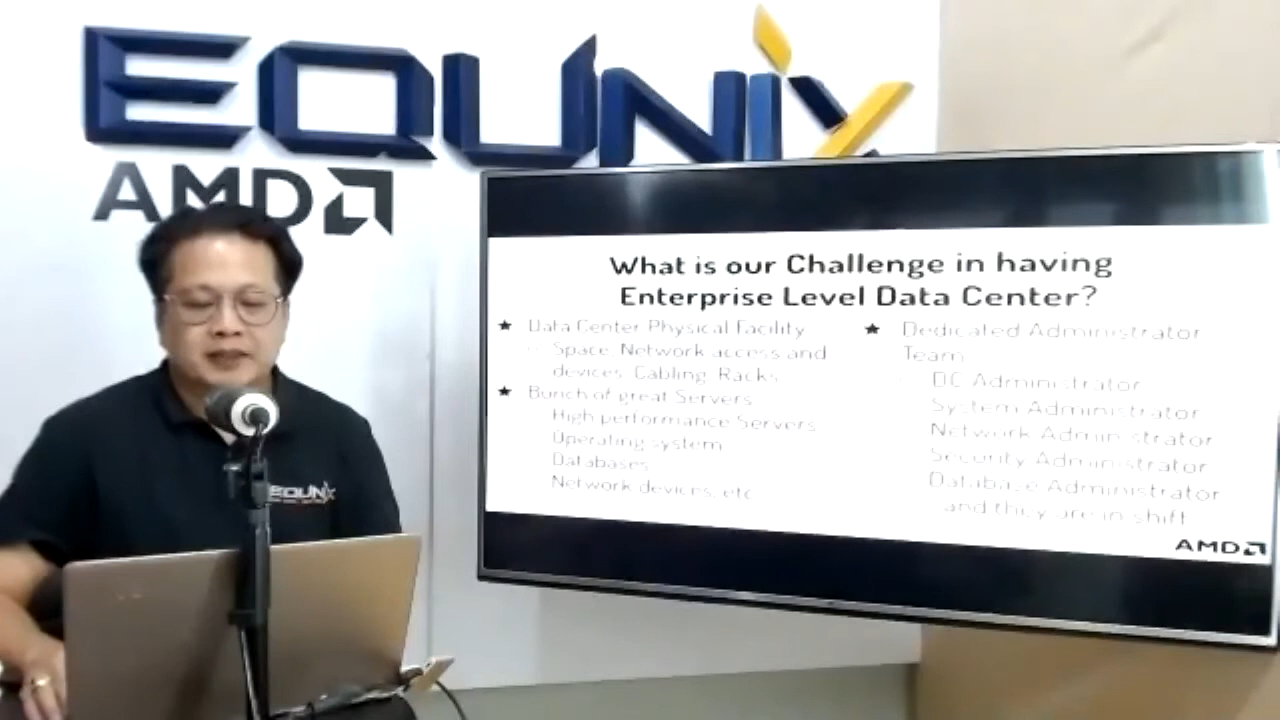 EQUNIX
AMD
What is our Challenge in having
Enterprise Level Data Center?
★ Data Center Physical Facility
Space, Network access and
devices, Cabling, Racks
★ Bunch of great Servers
High performance Servers
Operating system
Databases
Network devices, etc
★ Dedicated Administrator
Team
DC Administrator
System Administrator
Network Administrator
Security Administrator
Database Administrator
and they are in shift
AMD
EQUNIX